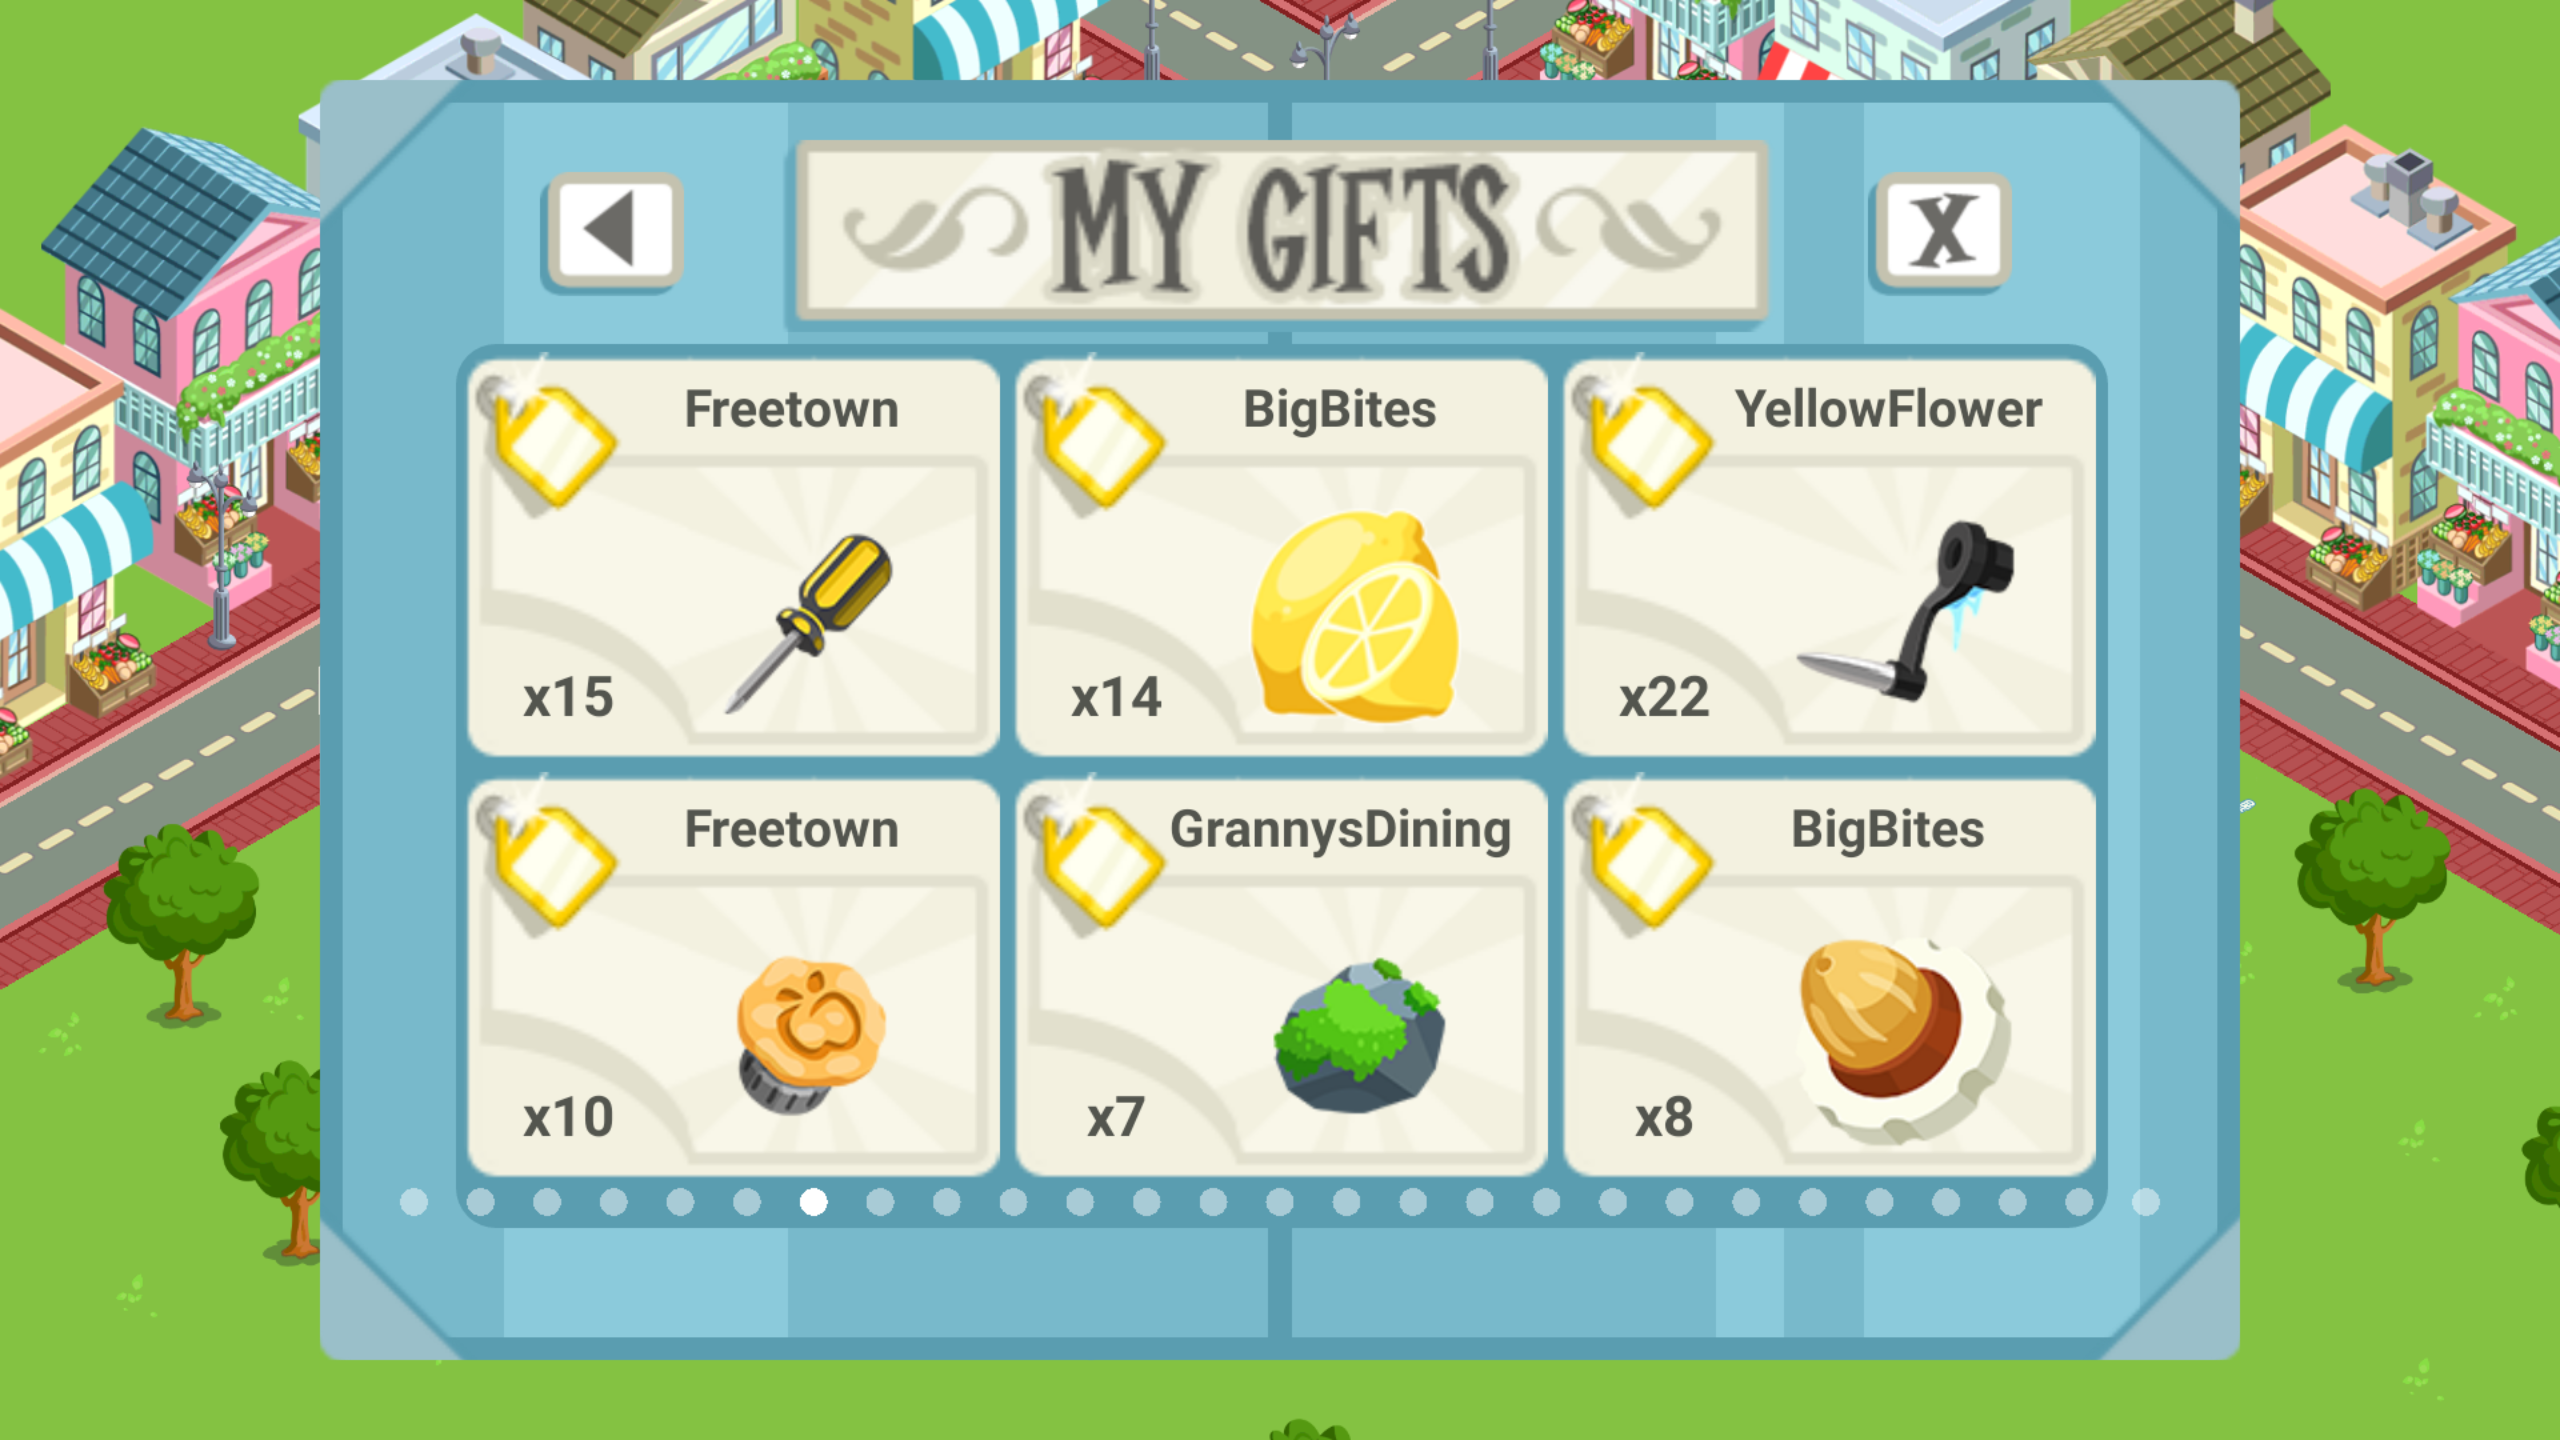 MY GIFTS
X
Freetown
x15
BigBites
x14
YellowFlower
x22
Freetown
x10
GrannysDining
x7
BigBites
x8